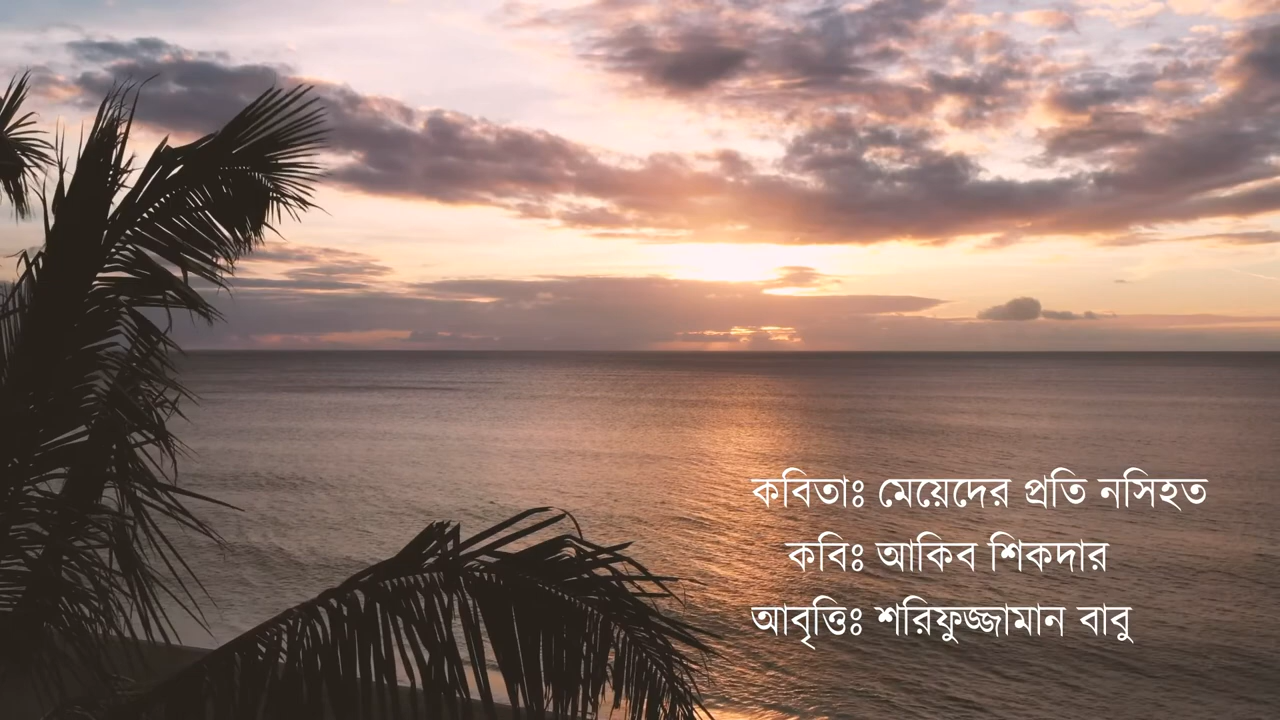 কবিতাঃ মেয়েদের প্রতি নসিহত
কবিঃ আকিব শিকদার
আবৃত্তিঃ শরিফুজ্জামান বাবু